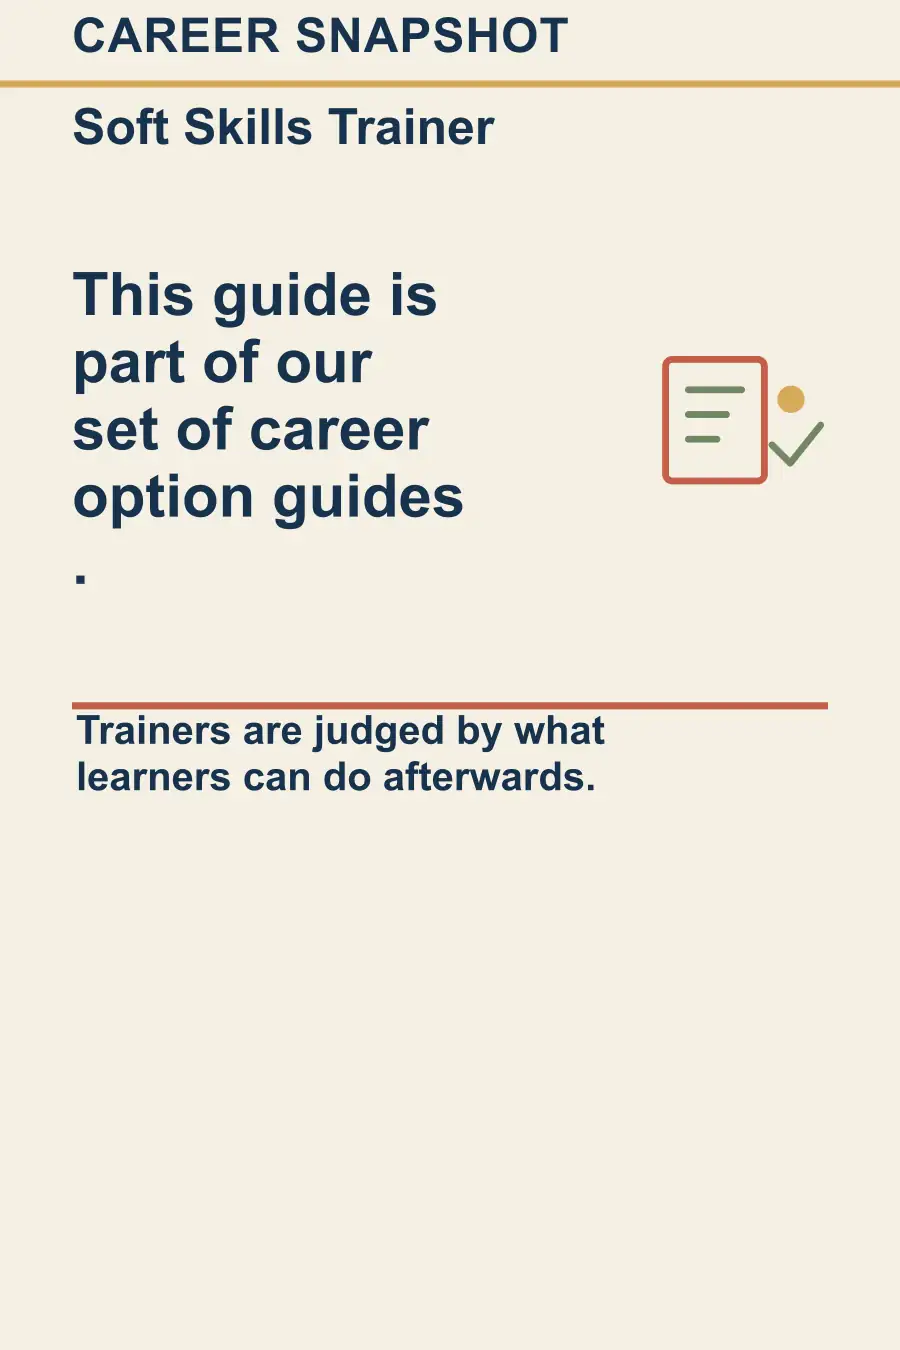 CAREER SNAPSHOT
Soft Skills Trainer
This guide is
part of our
set of career
option guides
.
Trainers are judged by what
learners can do afterwards.